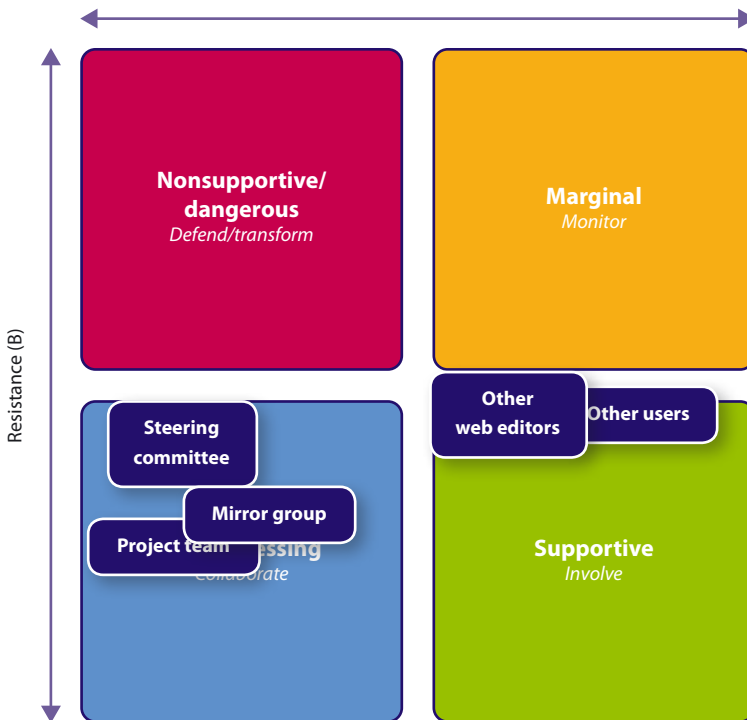 Resistance (B)
Nonsupportive/
dangerous
Defend/transform
Marginal
Monitor
Steering
committee
Mirror group
Project team
Collaborate
Other
web editors
Other users
Supportive
Involve